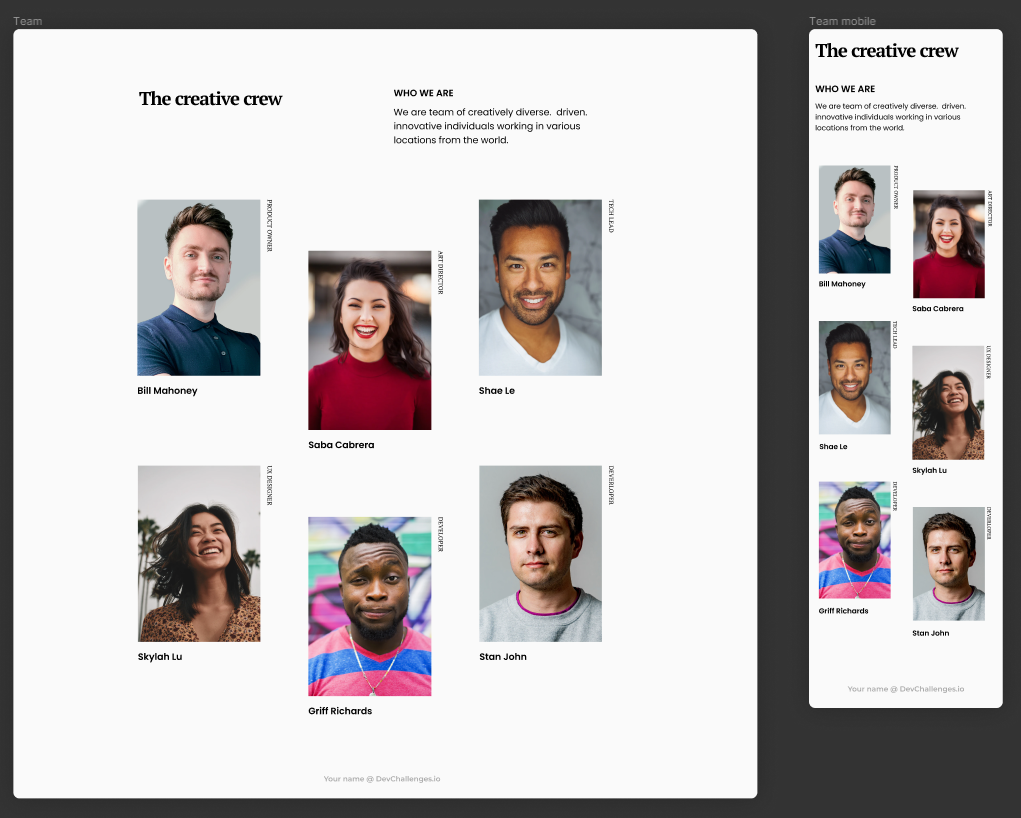 Team
The creative crew
WHO WE ARE
We are team of creatively diverse.  driven.
innovative individuals working in various
locations from the world.
PRODUCT OWNER
Bill Mahoney
ART DIRECTOR
Saba Cabrera
TECH LEAD
Shae Le
UX DESIGNER
Skylah Lu
DEVELOPER
Griff Richards
DEVERLOPER
Stan John
Your name @ DevChallenges.io
Team mobile
The creative crew
WHO WE ARE
We are team of creatively diverse.  driven.
innovative individuals working in various
locations from the world.
PRODUCT OWNER
Bill Mahoney
ART DIRECTOR
Saba Cabrera
TECH LEAD
Shae Le
UX DESIGNER
Skylah Lu
DEVELOPER
Griff Richards
DEVERLOPER
Stan John
Your name @ DevChallenges.io